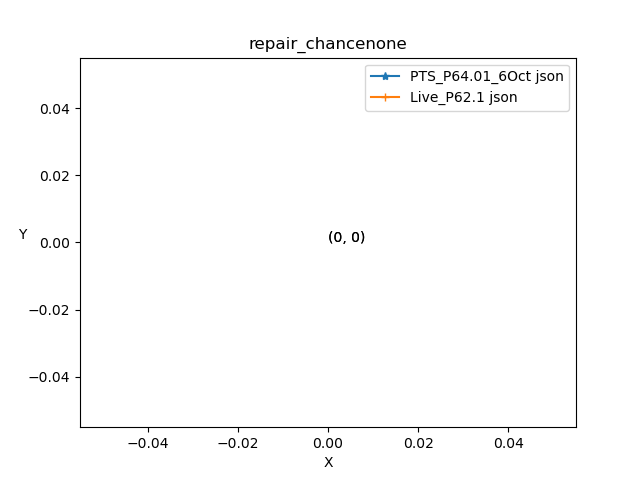 repair_chancenone
PTS_P64.01_6Oct json
Live_P62.1 json
0.04
0.02
0.00
−0.02
−0.04
Y
(0, 0)
−0.04 −0.02 0.00 0.02 0.04
X